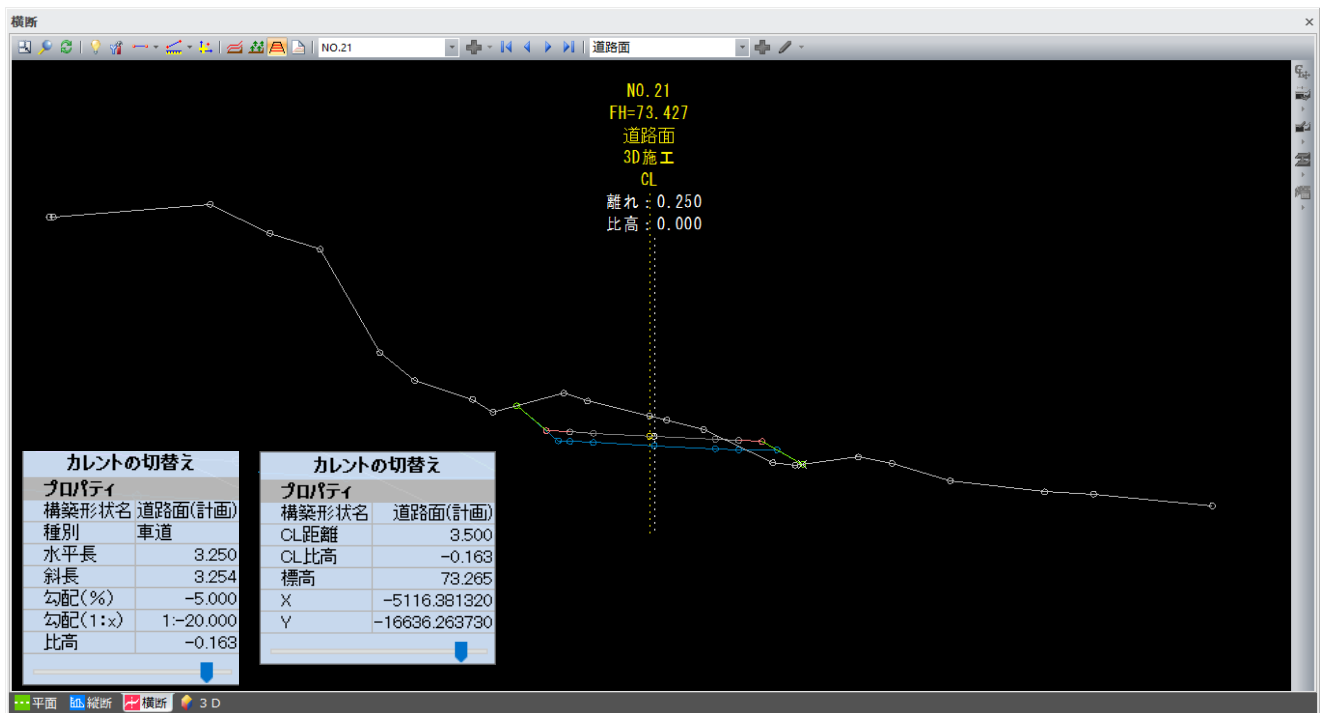 横断
NO.21
道路面
NO.21
FH=73.427
道路面
3D施工
CL
離れ:0.250
比高:0.000
カレントの切替え
プロパティ
構築形状名 道路面(計画)
種別 車道
水平長 3.250
斜長 3.254
勾配(%) -5.000
勾配(1:x) 1:-20.000
比高 -0.163
カレントの切替え
プロパティ
構築形状名 道路面(計画)
CL距離 3.500
CL比高 -0.163
標高 73.265
X -5116.381320
Y -16636.263730
平面 縦断 横断 3D